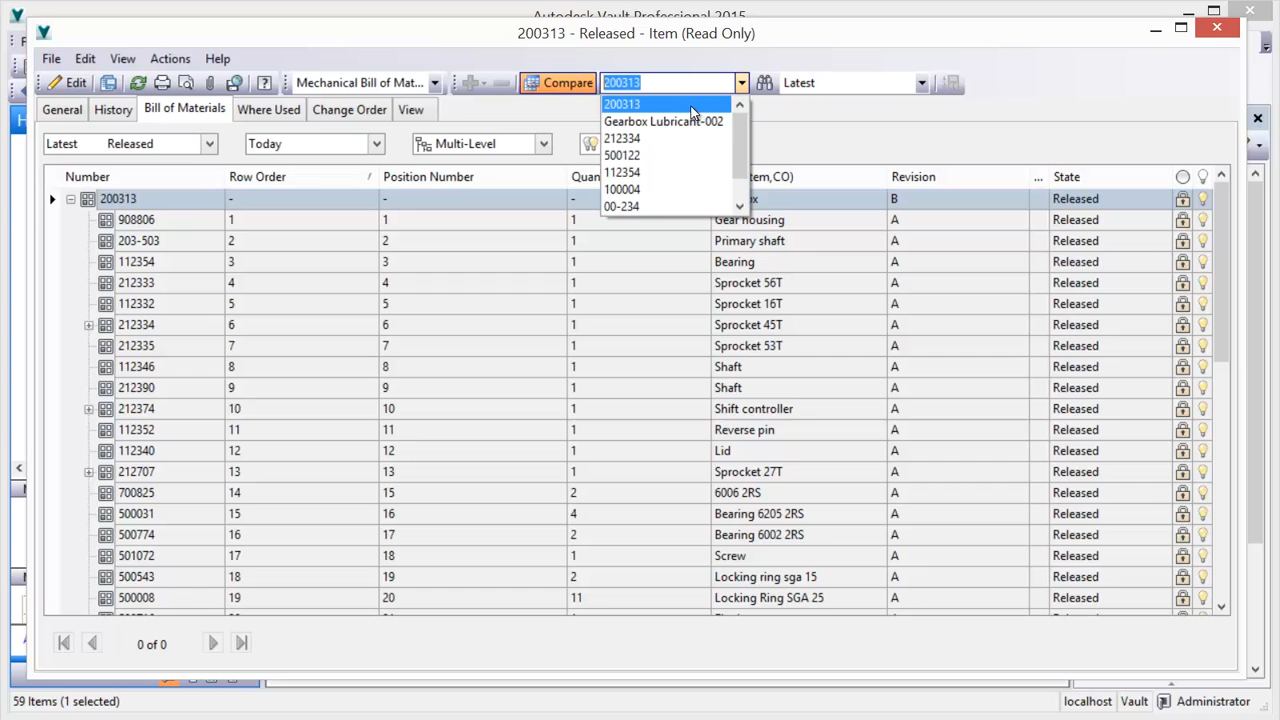 Autodesk Vault Professional 2015
200313 - Released - Item (Read Only)
File Edit View Actions Help
Edit Mechanical Bill of Mat... Compare 200313 Latest
200313
Gearbox Lubricant-002
212334
500122
112354
100004
00-234
General History Bill of Materials Where Used Change Order View
Latest Released Today Multi-Level
Number Row Order / Position Number Quan tem,CO) Revision ... State
200313 - - - x B Released
908806 1 1 1 Gear housing A Released
203-503 2 2 1 Primary shaft A Released
112354 3 3 1 Bearing A Released
212333 4 4 1 Sprocket 56T A Released
112332 5 5 1 Sprocket 16T A Released
212334 6 6 1 Sprocket 45T A Released
212335 7 7 1 Sprocket 53T A Released
112346 8 8 1 Shaft A Released
212390 9 9 1 Shaft A Released
212374 10 10 1 Shift controller A Released
112352 11 11 1 Reverse pin A Released
112340 12 12 1 Lid A Released
212707 13 13 1 Sprocket 27T A Released
700825 14 15 2 6006 2RS A Released
500031 15 16 4 Bearing 6205 2RS A Released
500774 16 17 2 Bearing 6002 2RS A Released
501072 17 18 1 Screw A Released
500543 18 19 2 Locking ring sga 15 A Released
500008 19 20 11 Locking Ring SGA 25 A Released
0 of 0
59 Items (1 selected) localhost Vault Administrator